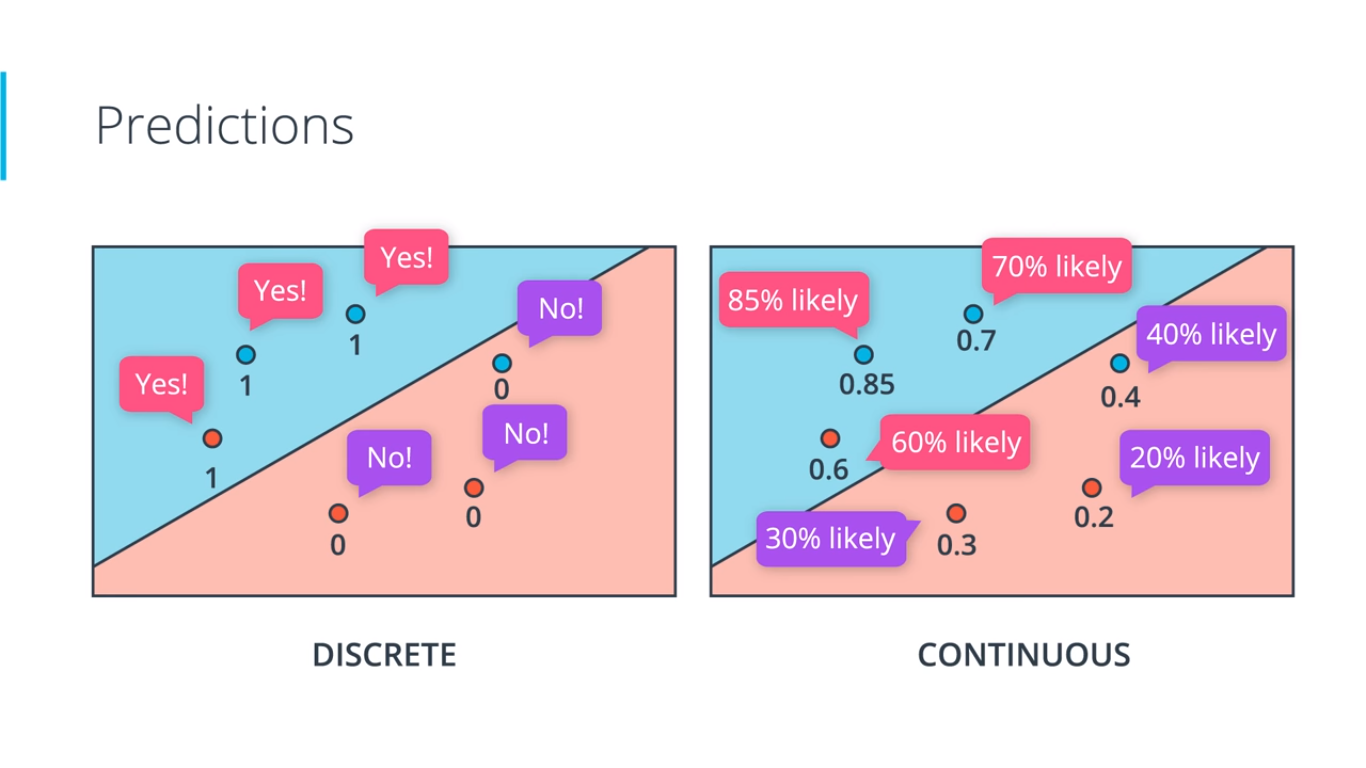 Predictions
Yes!
Yes!
No!
1
1
0
Yes!
No!
No!
1
0
0
DISCRETE
70% likely
85% likely
40% likely
0.7
0.85
0.4
60% likely
20% likely
0.6
0.2
30% likely
0.3
CONTINUOUS